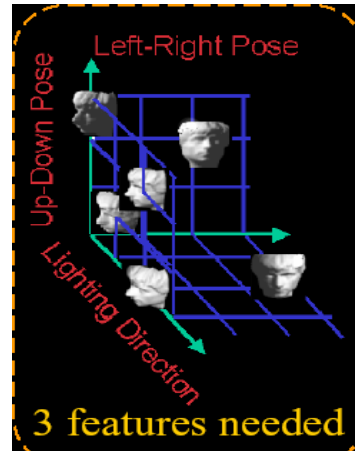 Left-Right Pose
Up-Down Pose
Lighting Direction
3 features needed